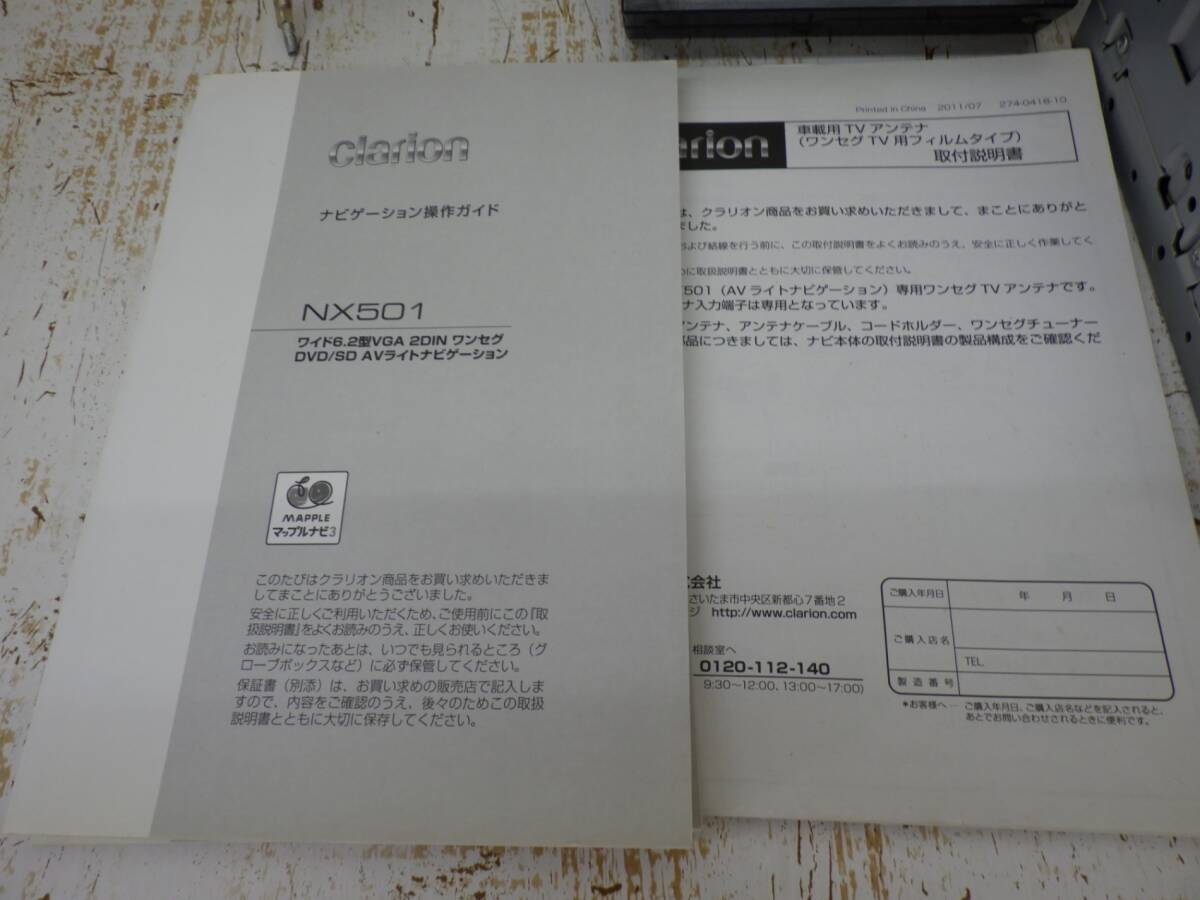 clarion
ナビゲーション操作ガイド
NX501
ワイド6.2型VGA 2DIN ワンセグ
DVD/SD AVライトナビゲーション
MAPPLE
マップルナビ3
このたびはクラリオン商品をお買い求めいただきま
してまことにありがとうございました。
安全に正しくご利用いただくため、ご使用前にこの『取
扱説明書』をよくお読みのうえ、正しくお使いください。
お読みになったあとは、いつでも見られるところ（グ
ローブボックスなど）に必ず保管してください。
保証書（別添）は、お買い求めの販売店で記入しま
すので、内容をご確認のうえ、後々のためこの取扱
説明書とともに大切に保存してください。
Printed in China 2011/07 274-0418-10
rion
車載用 TV アンテナ
（ワンセグ TV 用フィルムタイプ）
取付説明書
は、クラリオン商品をお買い求めいただきまして、まことにありがと
ました。
および結線を行う前に、この取付説明書をよくお読みのうえ、安全に正しく作業してく
めに取扱説明書とともに大切に保管してください。
X501（AV ライトナビゲーション）専用ワンセグ TV アンテナです。
ナ入力端子は専用となっています。
アンテナ、アンテナケーブル、コードホルダー、ワンセグチューナー
部品につきましては、ナビ本体の取付説明書の製品構成をご確認くだ
式会社
さいたま市中央区新都心7番地2
ジ http://www.clarion.com
相談室へ
0120-112-140
9:30～12:00、13:00～17:00)
ご購入年月日 年 月 日
ご購入店名
TEL.
製造番号
*お客様へ… ご購入年月日、ご購入店名などを記入されると、
あとでお問い合わせされるときに便利です。